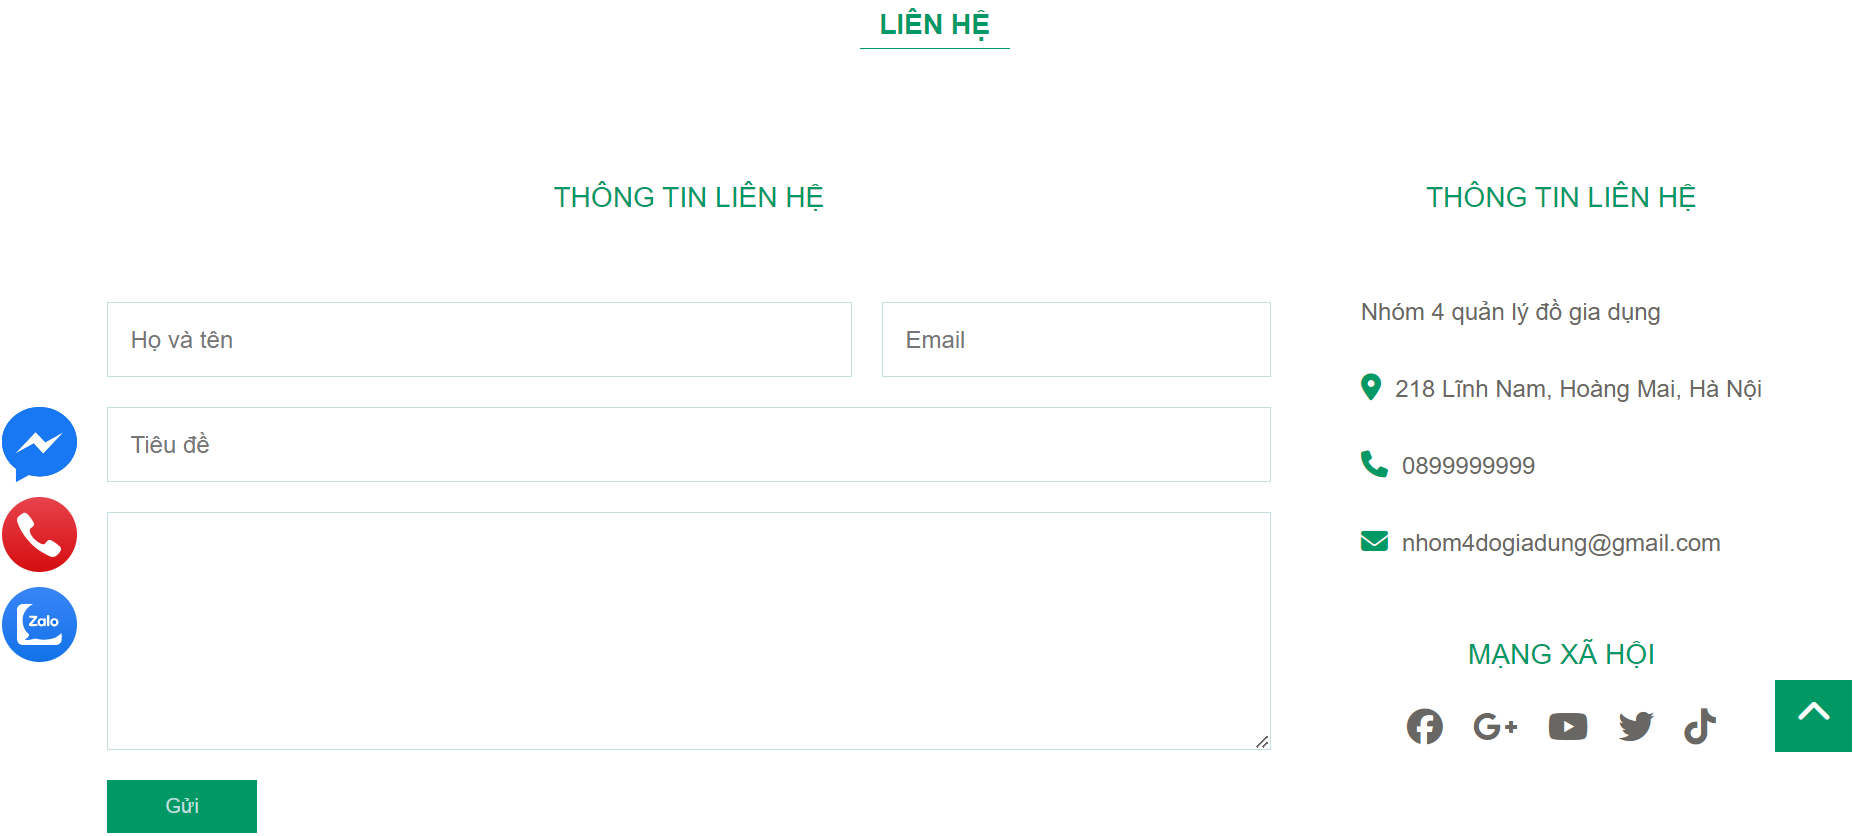 LIÊN HỆ
THÔNG TIN LIÊN HỆ
Họ và tên
Email
Tiêu đề
Gửi
THÔNG TIN LIÊN HỆ
Nhóm 4 quản lý đồ gia dụng
218 Lĩnh Nam, Hoàng Mai, Hà Nội
0899999999
nhom4dogiadung@gmail.com
MẠNG XÃ HỘI
Zalo